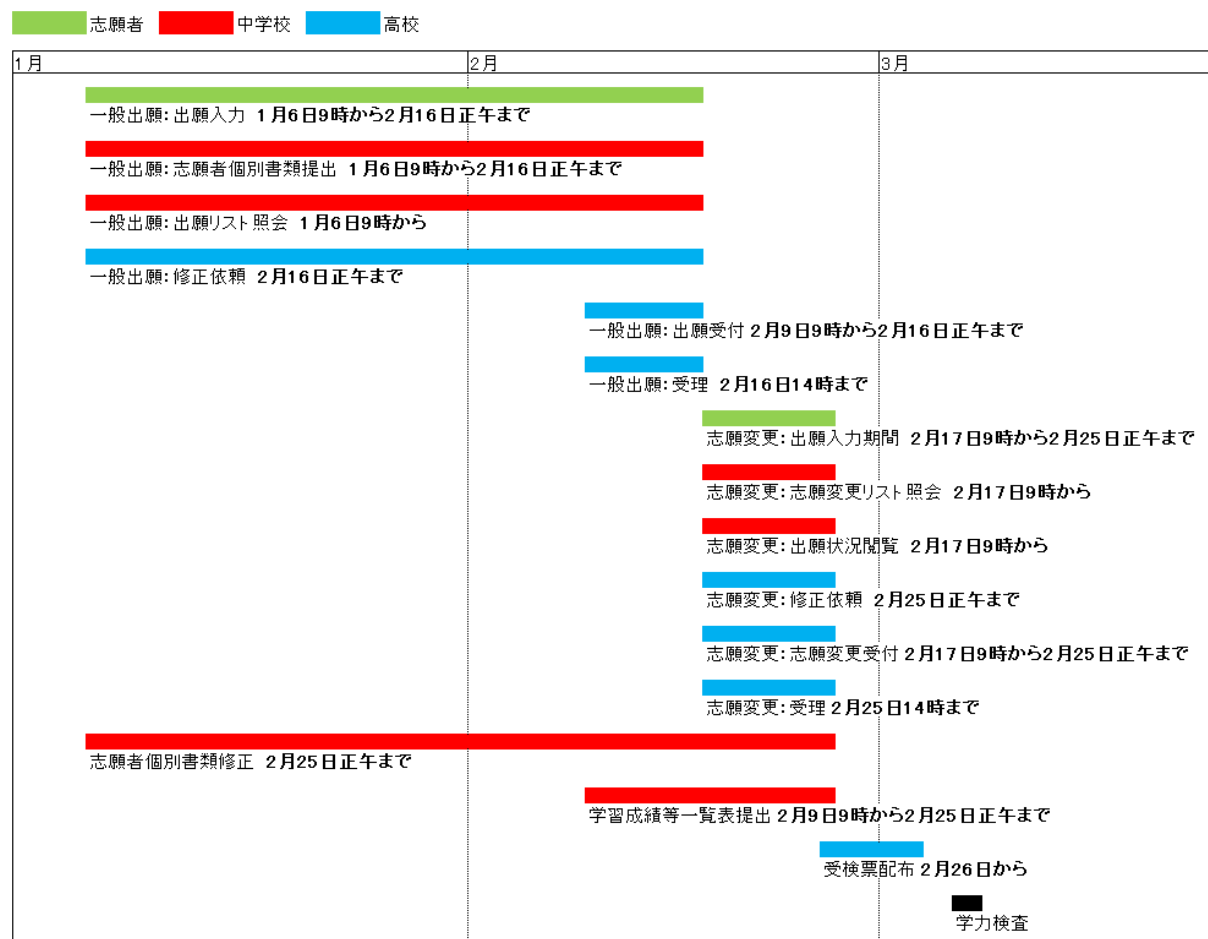 志願者 中学校 高校
1月 2月 3月
一般出願:出願入力 1月6日9時から2月16日正午まで
一般出願:志願者個別書類提出 1月6日9時から2月16日正午まで
一般出願:出願リスト照会 1月6日9時から
一般出願:修正依頼 2月16日正午まで
一般出願:出願受付 2月9日9時から2月16日正午まで
一般出願:受理 2月16日14時まで
志願変更:出願入力期間 2月17日9時から2月25日正午まで
志願変更:志願変更リスト照会 2月17日9時から
志願変更:出願状況閲覧 2月17日9時から
志願変更:修正依頼 2月25日正午まで
志願変更:志願変更受付 2月17日9時から2月25日正午まで
志願変更:受理 2月25日14時まで
志願者個別書類修正 2月25日正午まで
学習成績等一覧表提出 2月9日9時から2月25日正午まで
受検票配布 2月26日から
学力検査